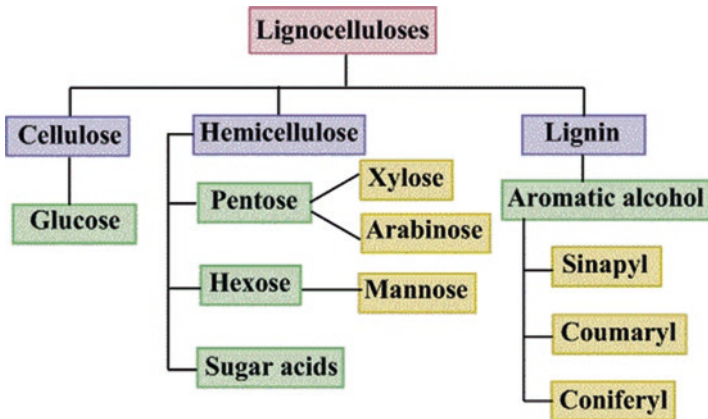 Lignocelluloses
Cellulose
Hemicellulose
Lignin
Glucose
Pentose
Xylose
Arabinose
Hexose
Mannose
Sugar acids
Aromatic alcohol
Sinapyl
Coumaryl
Coniferyl